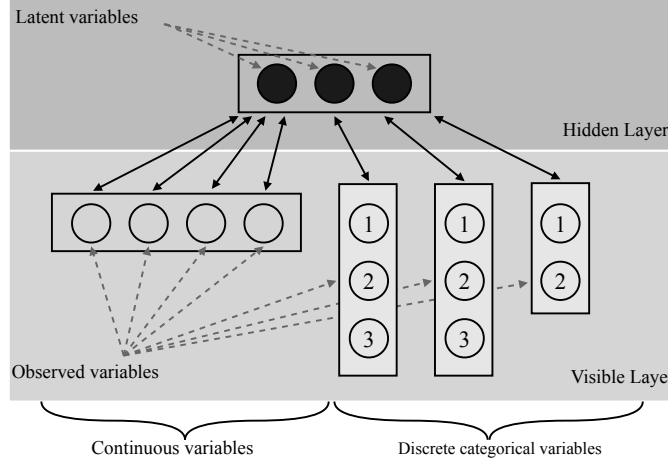 Latent variables
Hidden Layer
1 1 1
2 2 2
3 3
Observed variables
Visible Layer
Continuous variables
Discrete categorical variables